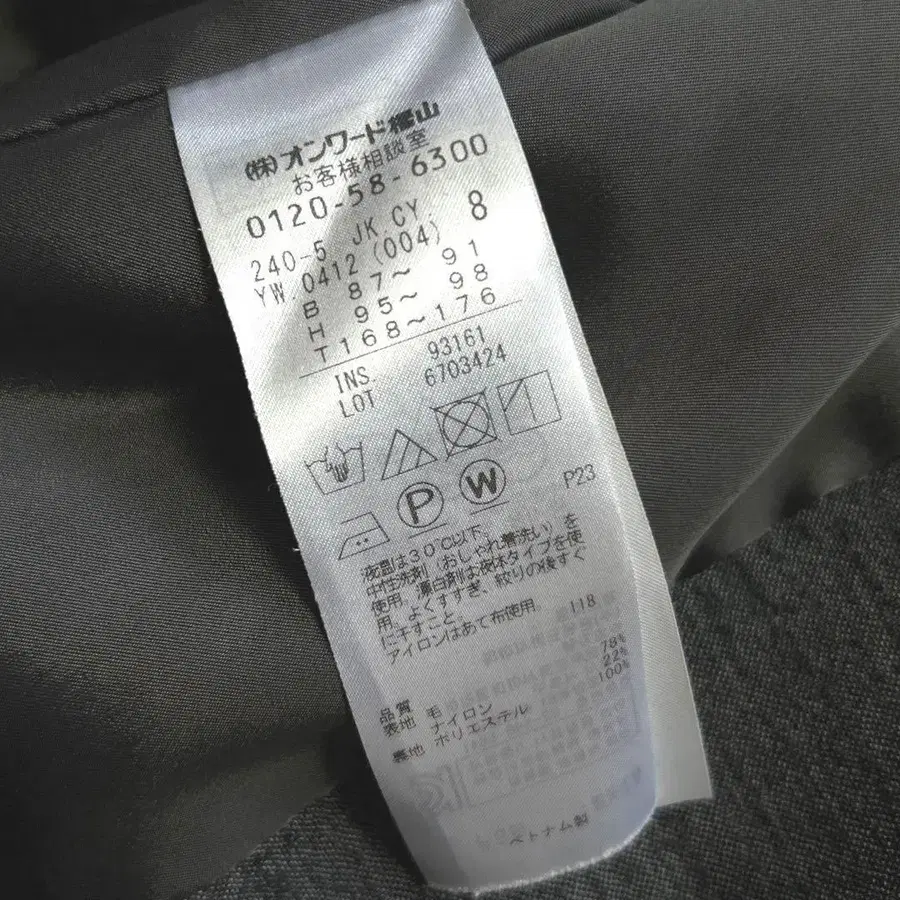 (株)オンワード樫山
お客様相談室
0120-58-6300
240-5 JK.CY. 8
YW 0412 (004)
B 87～ 91
H 95～ 98
T168～176
INS. 93161
LOT 6703424
P W P23
液温は30℃以下、
中性洗剤(おしゃれ着洗い)を
使用。漂白剤は液体タイプを使
用。よくすすぎ、絞りの後すぐ
に干すこと。
アイロンはあて布使用。 118
品質
表地 毛 78%
ナイロン 22%
裏地 ポリエステル 100%
ベトナム製